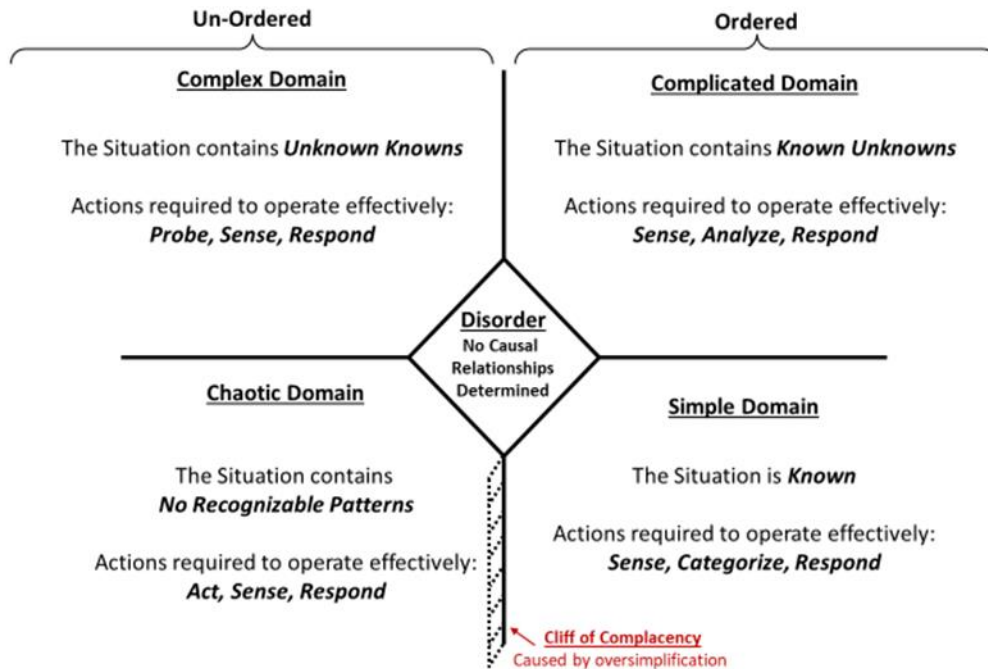 Un-Ordered
Ordered
Complex Domain
The Situation contains Unknown Knowns
Actions required to operate effectively:
Probe, Sense, Respond
Complicated Domain
The Situation contains Known Unknowns
Actions required to operate effectively:
Sense, Analyze, Respond
Disorder
No Causal
Relationships
Determined
Chaotic Domain
The Situation contains
No Recognizable Patterns
Actions required to operate effectively:
Act, Sense, Respond
Simple Domain
The Situation is Known
Actions required to operate effectively:
Sense, Categorize, Respond
Cliff of Complacency
Caused by oversimplification